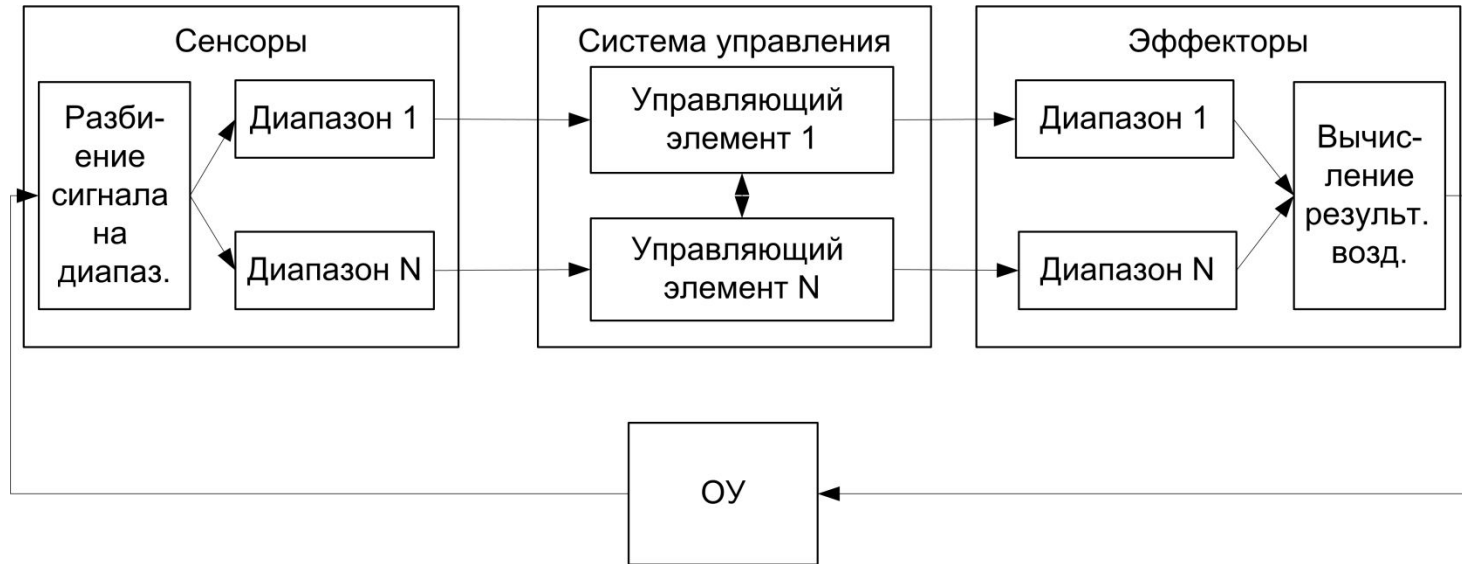 Сенсоры
Разби-
ение
сигнала
на
диапаз.
Диапазон 1
Диапазон N
Система управления
Управляющий
элемент 1
Управляющий
элемент N
Эффекторы
Диапазон 1
Диапазон N
Вычис-
ление
результ.
возд.
ОУ